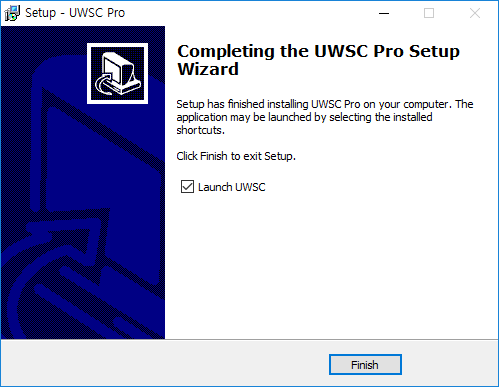 Setup - UWSC Pro
Completing the UWSC Pro Setup
Wizard
Setup has finished installing UWSC Pro on your computer. The
application may be launched by selecting the installed
shortcuts.
Click Finish to exit Setup.
Launch UWSC
Finish